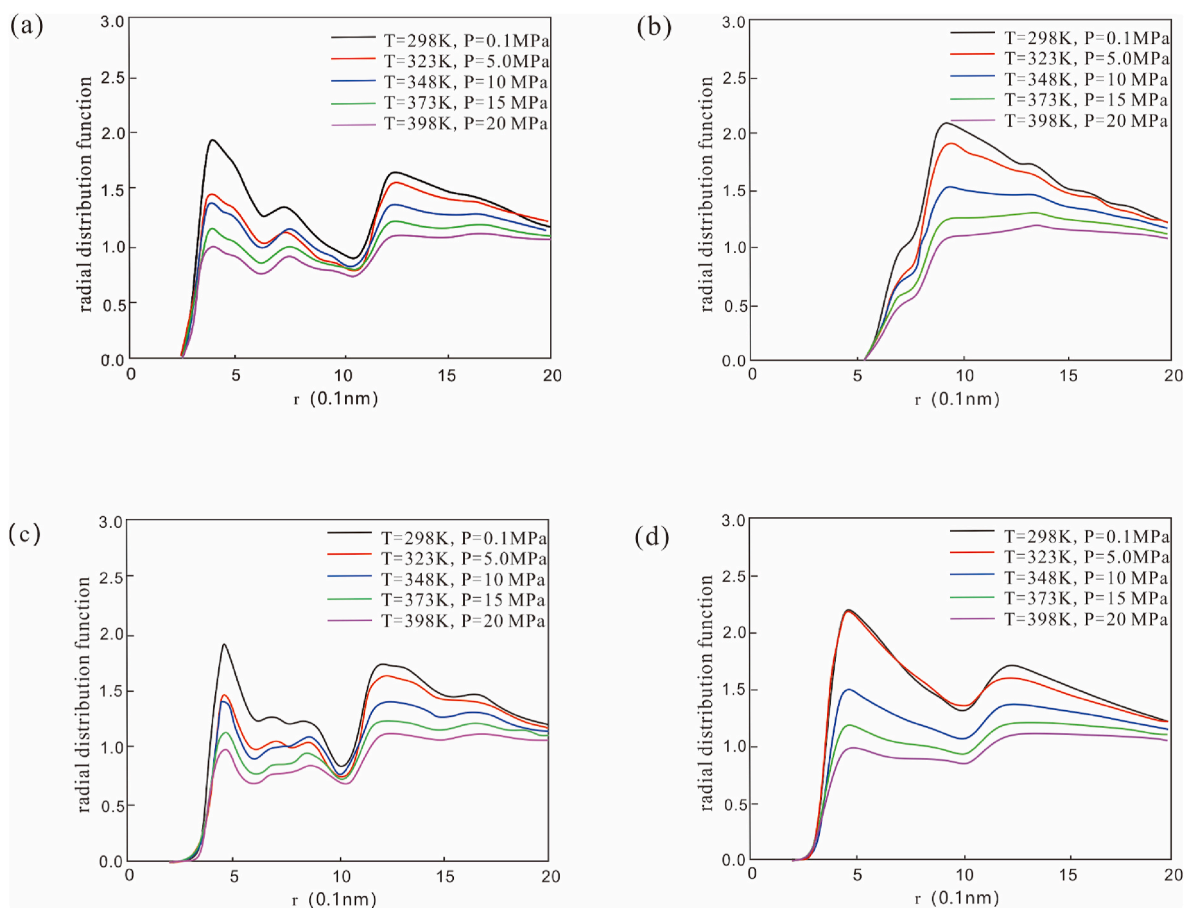 (a)
radial distribution function
3.0
2.5
2.0
1.5
1.0
0.5
0.0
T=298K, P=0.1MPa
T=323K, P=5.0MPa
T=348K, P=10 MPa
T=373K, P=15 MPa
T=398K, P=20 MPa
0 5 10 15 20
r (0.1nm)
(b)
radial distribution function
3.0
2.5
2.0
1.5
1.0
0.5
0.0
T=298K, P=0.1MPa
T=323K, P=5.0MPa
T=348K, P=10 MPa
T=373K, P=15 MPa
T=398K, P=20 MPa
0 5 10 15 20
r (0.1nm)
(c)
radial distribution function
3.0
2.5
2.0
1.5
1.0
0.5
0.0
T=298K, P=0.1MPa
T=323K, P=5.0MPa
T=348K, P=10 MPa
T=373K, P=15 MPa
T=398K, P=20 MPa
0 5 10 15 20
r (0.1nm)
(d)
radial distribution function
3.0
2.5
2.0
1.5
1.0
0.5
0.0
T=298K, P=0.1MPa
T=323K, P=5.0MPa
T=348K, P=10 MPa
T=373K, P=15 MPa
T=398K, P=20 MPa
0 5 10 15 20
r (0.1nm)